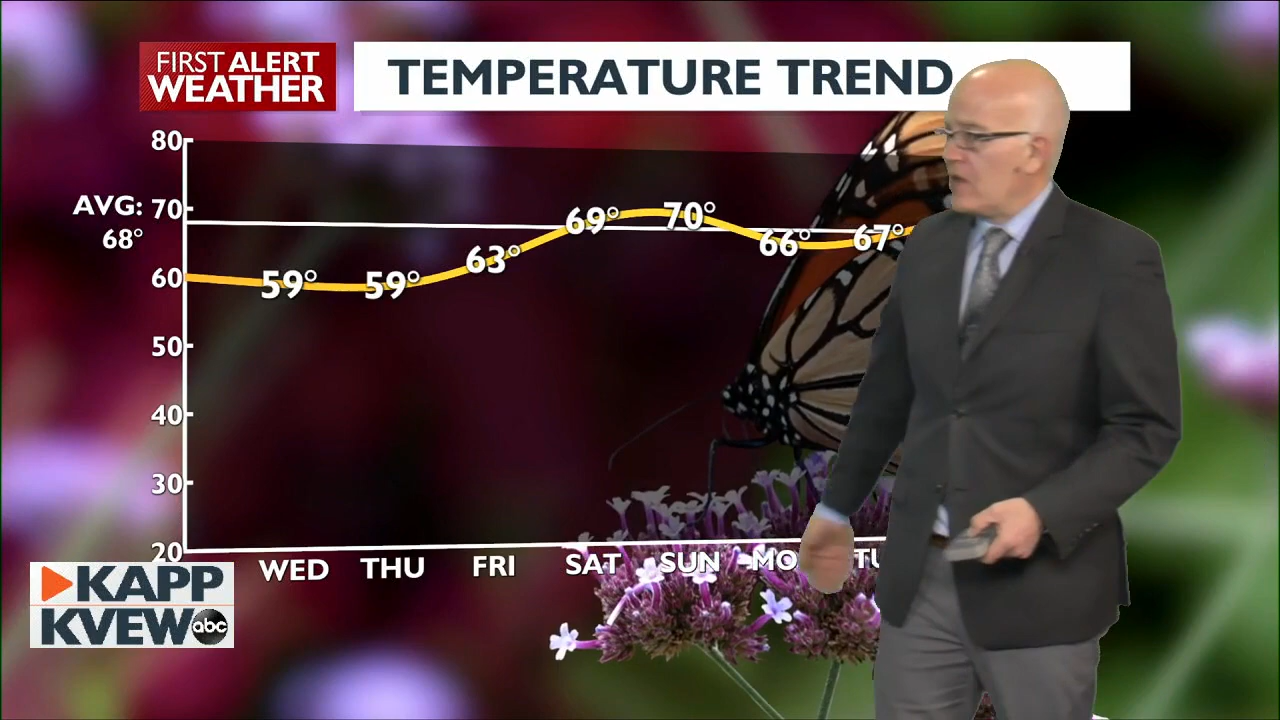 FIRST ALERT
WEATHER
TEMPERATURE TREND
80
AVG:
68°
70
60
50
40
30
20
59°
59°
63°
69°
70°
66°
67°
WED
THU
FRI
SAT
SUN
KAPP
KVEW
abc